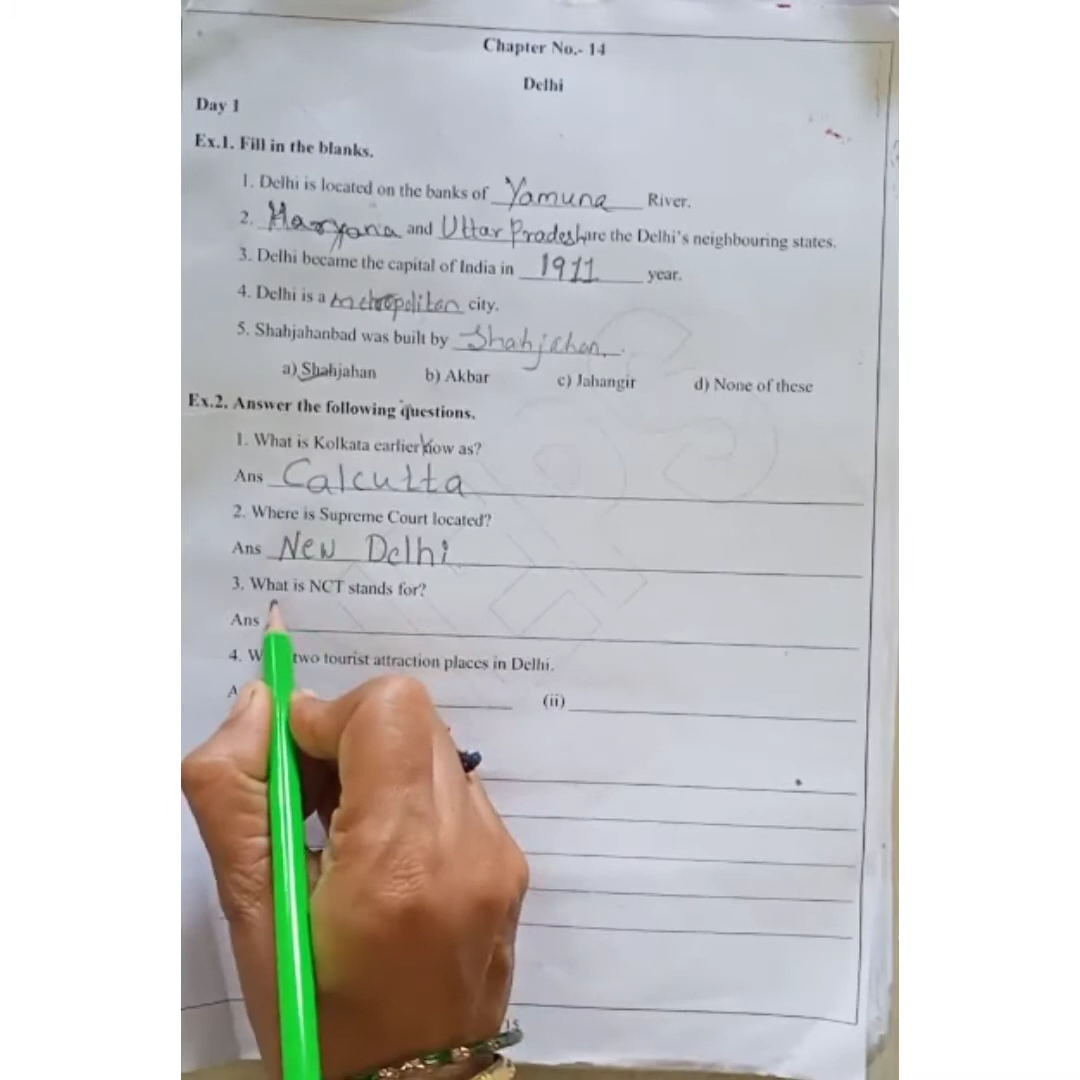 Chapter No.- 14
Delhi
Day 1
Ex.1. Fill in the blanks.
1. Delhi is located on the banks of Yamuna River.
2. Haryana and Uttar Pradesh are the Delhi's neighbouring states.
3. Delhi became the capital of India in 1911 year.
4. Delhi is a metropolitan city.
5. Shahjahanbad was built by Shahjahan.
a) Shahjahan b) Akbar c) Jahangir d) None of these
Ex.2. Answer the following questions.
1. What is Kolkata earlier know as?
Ans Calcutta
2. Where is Supreme Court located?
Ans New Delhi
3. What is NCT stands for?
Ans
4. two tourist attraction places in Delhi.
(ii)
15